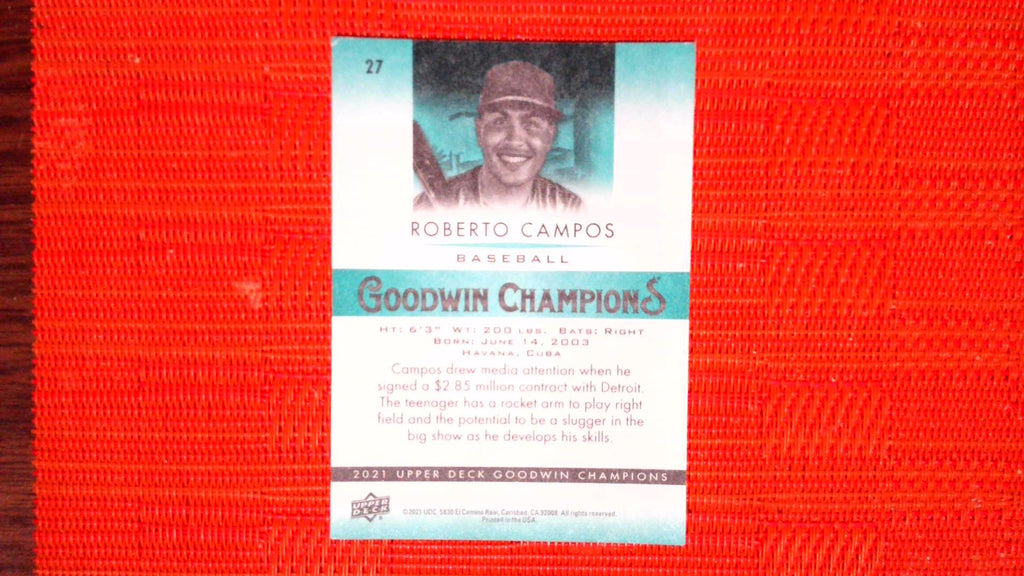 27
ROBERTO CAMPOS
BASEBALL
GOODWIN CHAMPIONS
HT: 6'3" WT: 200 LBS. BATS: RIGHT
BORN: JUNE 14, 2003
HAVANA, CUBA
Campos drew media attention when he
signed a $2.85 million contract with Detroit.
The teenager has a rocket arm to play right
field and the potential to be a slugger in the
big show as he develops his skills.
2021 UPPER DECK GOODWIN CHAMPIONS
UPPER
DECK
©2021 UDC. 5830 El Camino Real, Carlsbad, CA 92008. All rights reserved.
Printed in the USA.